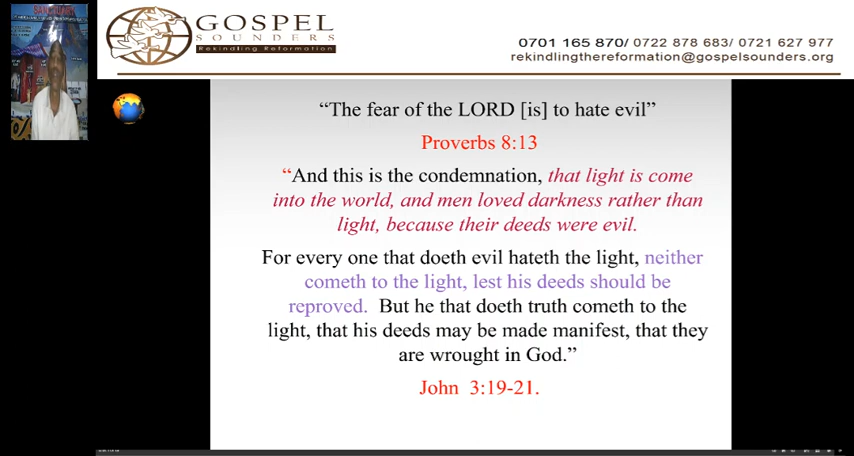 SANCTUARY
GOSPEL
SOUNDERS
Rekindling Reformation
0701 165 870/ 0722 878 683/ 0721 627 977
rekindlingthereformation@gospelsounders.org
“The fear of the LORD [is] to hate evil”
Proverbs 8:13
“And this is the condemnation, that light is come
into the world, and men loved darkness rather than
light, because their deeds were evil.
For every one that doeth evil hateth the light, neither
cometh to the light, lest his deeds should be
reproved. But he that doeth truth cometh to the
light, that his deeds may be made manifest, that they
are wrought in God.”
John 3:19-21.